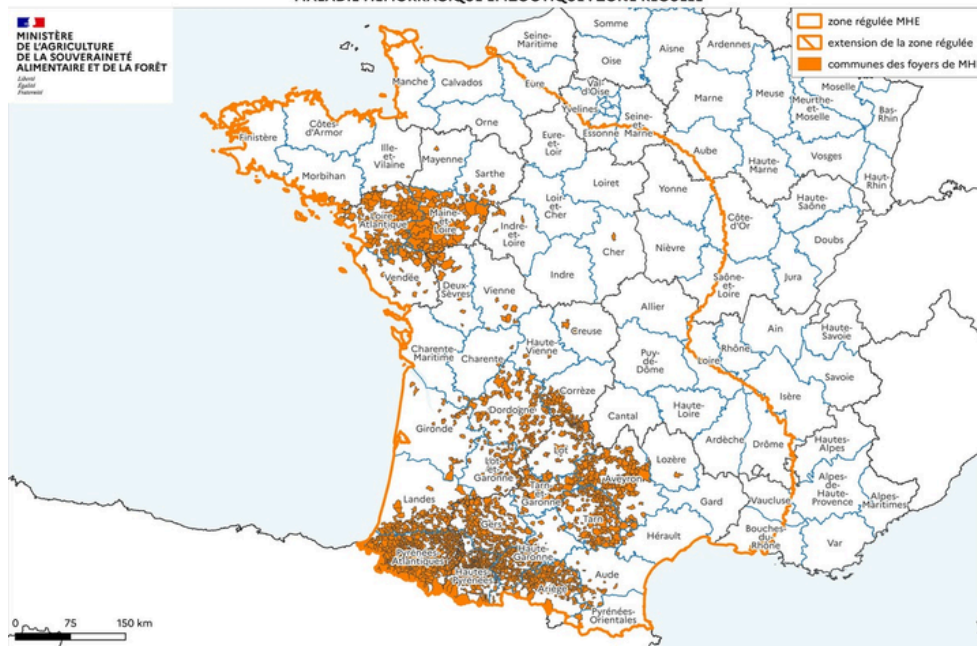 MINISTÈRE
DE L'AGRICULTURE
DE LA SOUVERAINETÉ
ALIMENTAIRE ET DE LA FORÊT
Liberté
Égalité
Fraternité
zone régulée MHE
extension de la zone régulée
communes des foyers de MH
Somme
Seine-
Maritime
Oise
Aisne
Ardennes
Manche
Calvados
Eure
Val-
d'Oise
Yvelines
Seine-
et-Marne
Essonne
Marne
Meuse
Moselle
Meurthe-
et-
Moselle
Bas-
Rhin
Orne
Finistère
Côtes-
d'Armor
Ille-
et-
Vilaine
Mayenne
Eure-
et-
Loir
Aube
Haute-
Marne
Vosges
Haut-
Rhin
Morbihan
Sarthe
Loiret
Yonne
Haute-
Saône
Loir-
et-
Cher
Loire-
Atlantique
Maine-
et-
Loire
Indre-
et-
Loire
Cher
Nièvre
Côte-
d'Or
Doubs
Vendée
Deux-
Sèvres
Vienne
Indre
Allier
Saône-
et-
Loire
Jura
Charente-
Maritime
Charente
Haute-
Vienne
Creuse
Puy-
de-
Dôme
Loire
Rhône
Ain
Haute-
Savoie
Savoie
Isère
Corrèze
Dordogne
Gironde
Cantal
Haute-
Loire
Ardèche
Drôme
Hautes-
Alpes
Lot-
et-
Garonne
Lot
Aveyron
Lozère
Tarn-
et-
Garonne
Landes
Gers
Tarn
Gard
Vaucluse
Alpes-
de-
Haute-
Provence
Alpes-
Maritimes
Hérault
Bouches-
du-
Rhône
Var
Pyrénées-
Atlantiques
Hautes-
Pyrénées
Haute-
Garonne
Ariège
Aude
Pyrénées-
Orientales
0 75 150 km